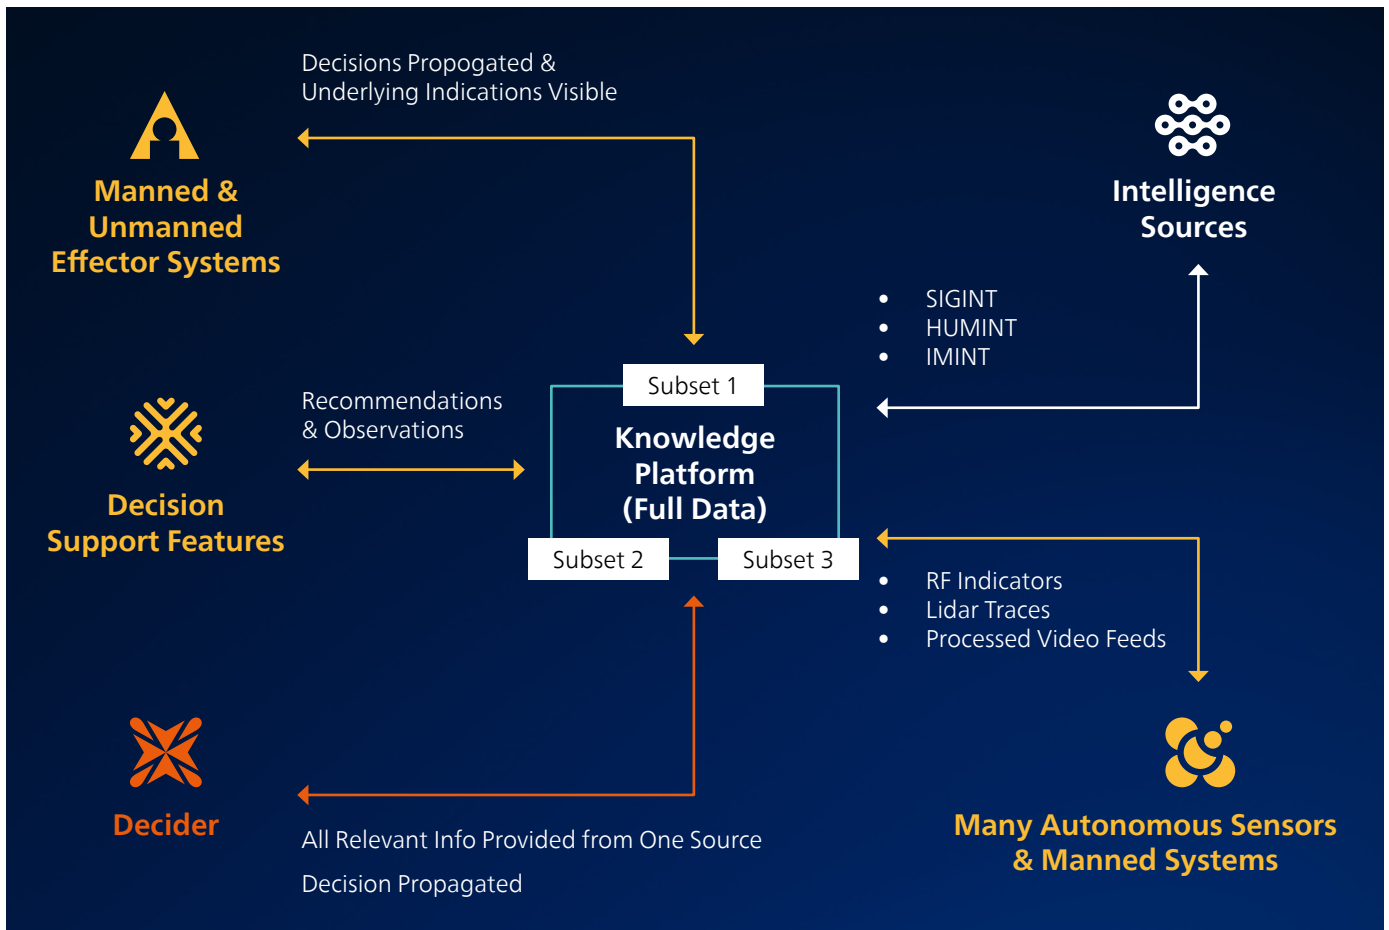 Decisions Propogated &
Underlying Indications Visible
Manned &
Unmanned
Effector Systems
Intelligence
Sources
• SIGINT
• HUMINT
• IMINT
Recommendations
& Observations
Decision
Support Features
Subset 1
Knowledge
Platform
(Full Data)
Subset 2
Subset 3
• RF Indicators
• Lidar Traces
• Processed Video Feeds
Decider
All Relevant Info Provided from One Source
Decision Propagated
Many Autonomous Sensors
& Manned Systems